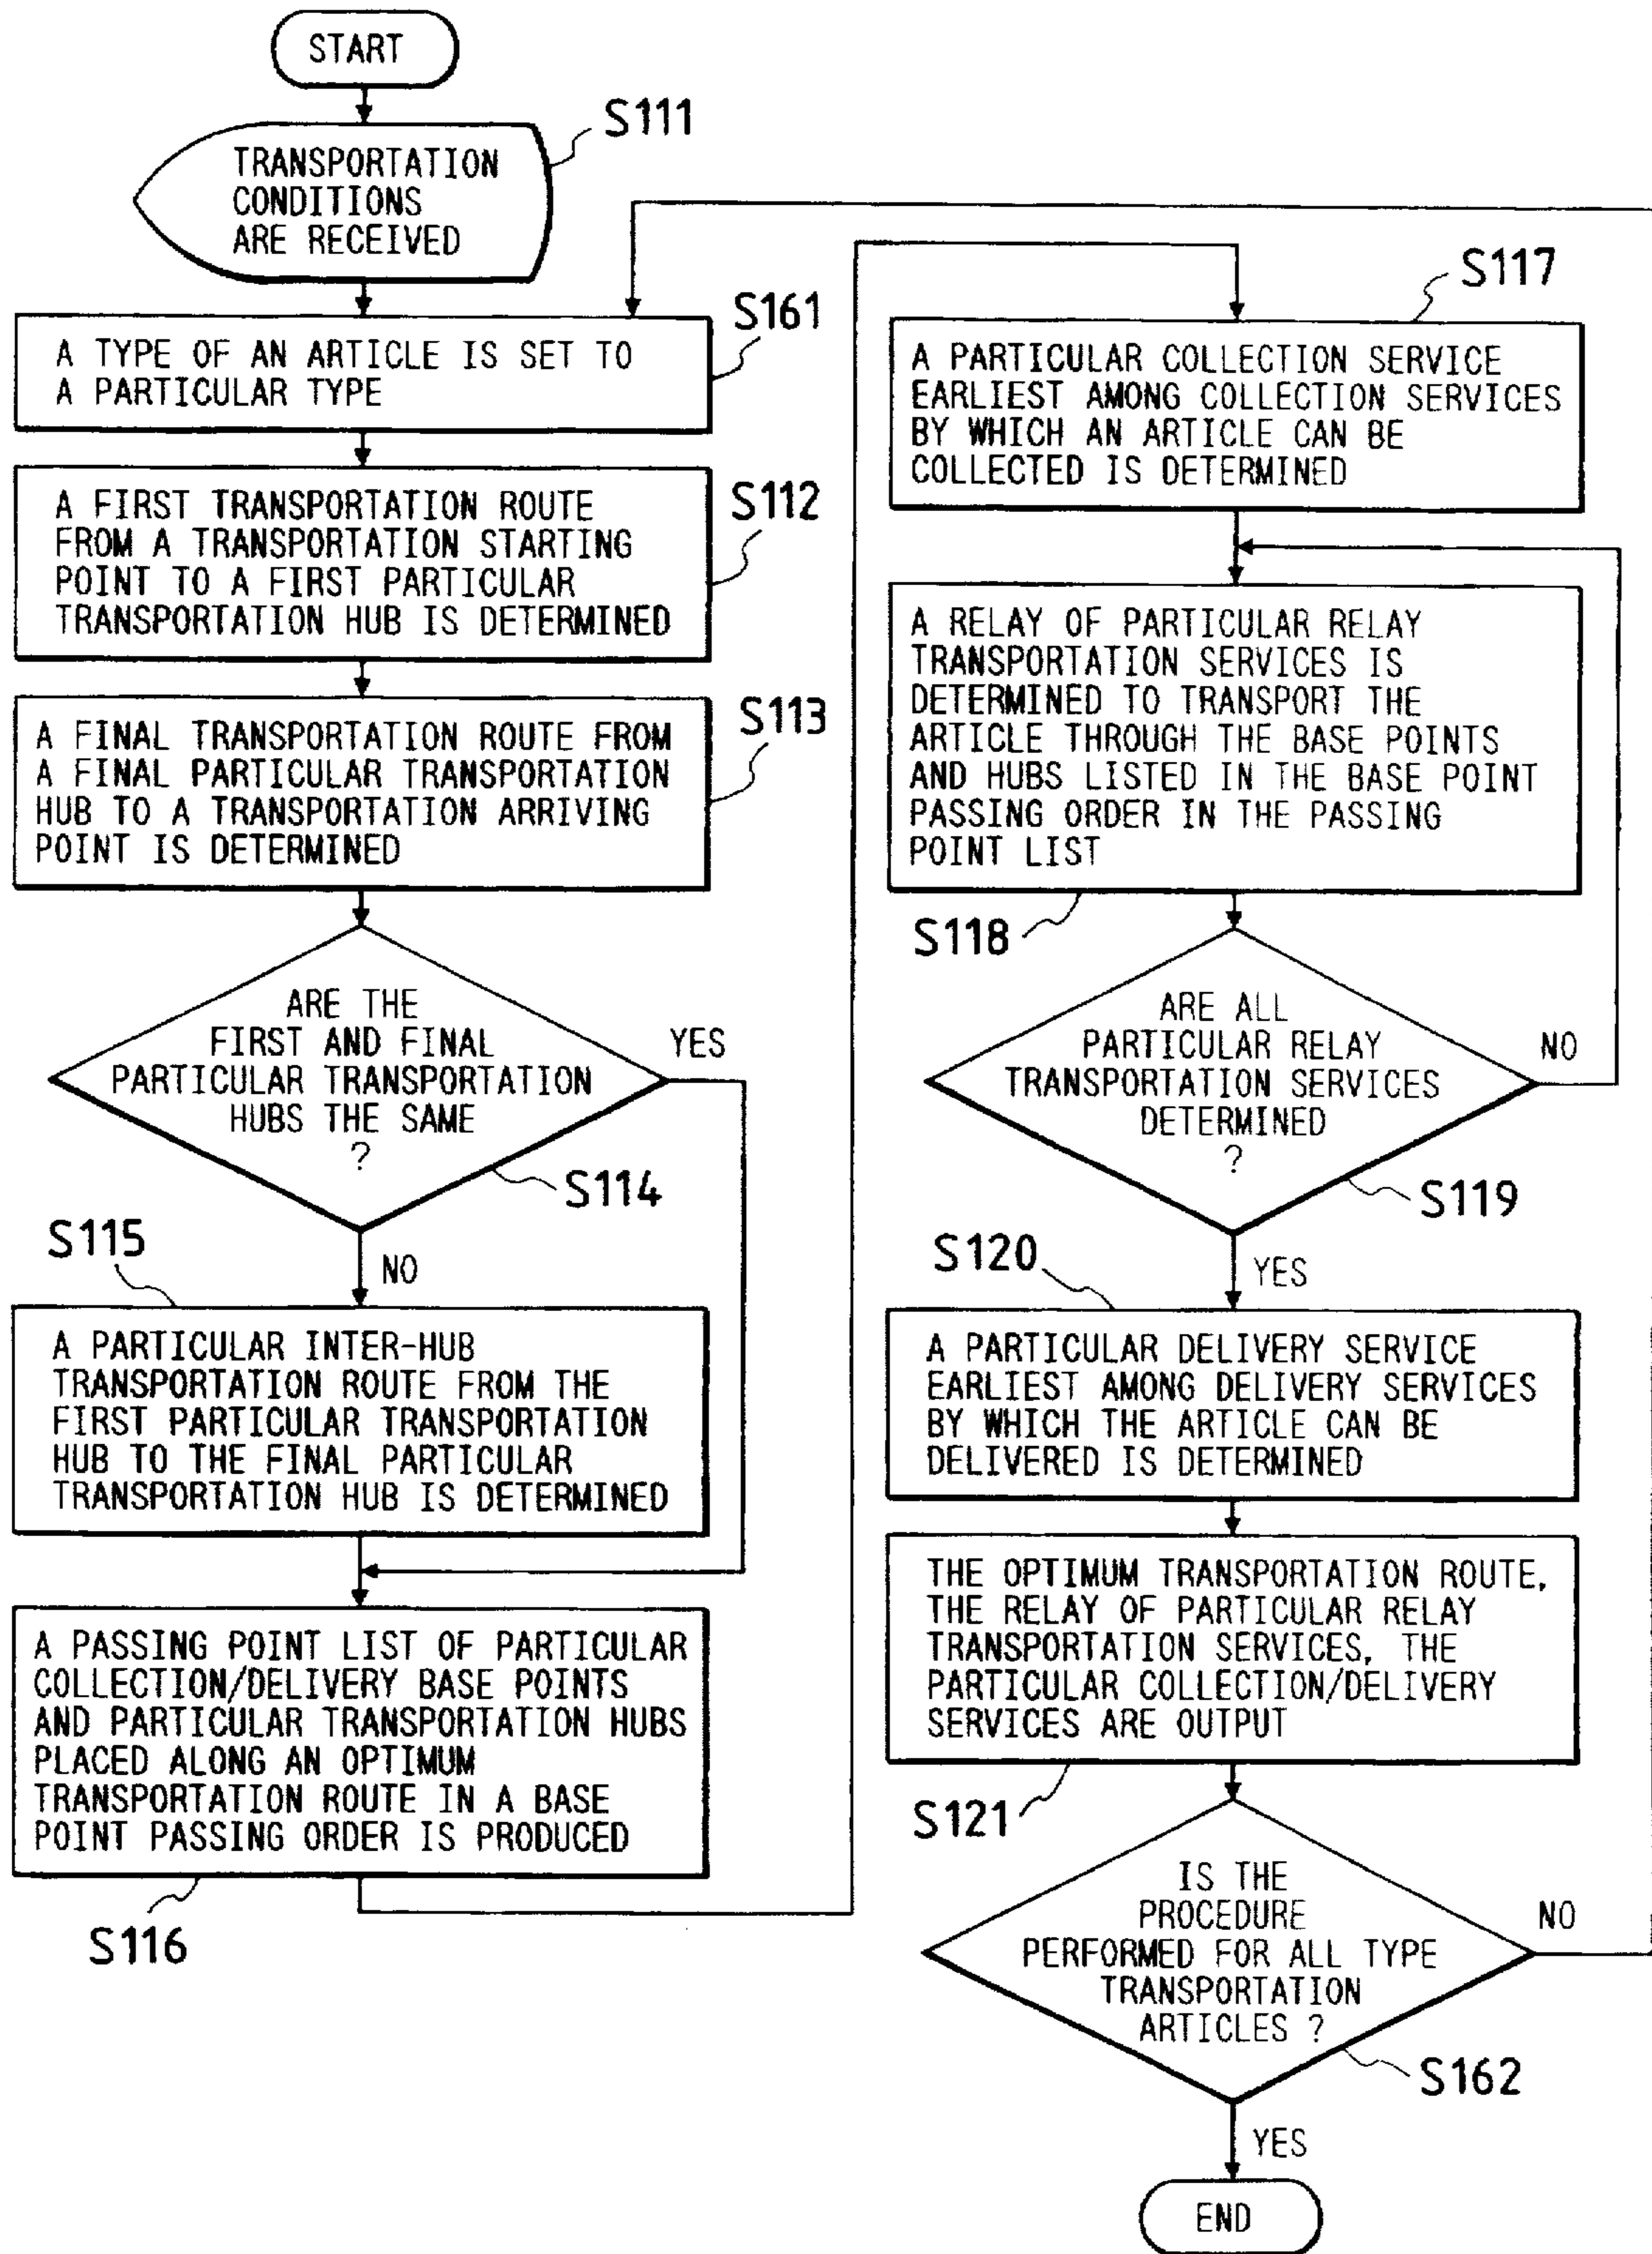 START
S111
TRANSPORTATION
CONDITIONS
ARE RECEIVED
S161
A TYPE OF AN ARTICLE IS SET TO
A PARTICULAR TYPE
S112
A FIRST TRANSPORTATION ROUTE
FROM A TRANSPORTATION STARTING
POINT TO A FIRST PARTICULAR
TRANSPORTATION HUB IS DETERMINED
S113
A FINAL TRANSPORTATION ROUTE FROM
A FINAL PARTICULAR TRANSPORTATION
HUB TO A TRANSPORTATION ARRIVING
POINT IS DETERMINED
ARE THE
FIRST AND FINAL
PARTICULAR TRANSPORTATION
HUBS THE SAME
?
YES
S114
NO
S115
A PARTICULAR INTER-HUB
TRANSPORTATION ROUTE FROM THE
FIRST PARTICULAR TRANSPORTATION
HUB TO THE FINAL PARTICULAR
TRANSPORTATION HUB IS DETERMINED
A PASSING POINT LIST OF PARTICULAR
COLLECTION/DELIVERY BASE POINTS
AND PARTICULAR TRANSPORTATION HUBS
PLACED ALONG AN OPTIMUM
TRANSPORTATION ROUTE IN A BASE
POINT PASSING ORDER IS PRODUCED
S116
S117
A PARTICULAR COLLECTION SERVICE
EARLIEST AMONG COLLECTION SERVICES
BY WHICH AN ARTICLE CAN BE
COLLECTED IS DETERMINED
A RELAY OF PARTICULAR RELAY
TRANSPORTATION SERVICES IS
DETERMINED TO TRANSPORT THE
ARTICLE THROUGH THE BASE POINTS
AND HUBS LISTED IN THE BASE POINT
PASSING ORDER IN THE PASSING
POINT LIST
S118
ARE ALL
PARTICULAR RELAY
TRANSPORTATION SERVICES
DETERMINED
?
NO
S119
YES
S120
A PARTICULAR DELIVERY SERVICE
EARLIEST AMONG DELIVERY SERVICES
BY WHICH THE ARTICLE CAN BE
DELIVERED IS DETERMINED
THE OPTIMUM TRANSPORTATION ROUTE,
THE RELAY OF PARTICULAR RELAY
TRANSPORTATION SERVICES, THE
PARTICULAR COLLECTION/DELIVERY
SERVICES ARE OUTPUT
S121
IS THE
PROCEDURE
PERFORMED FOR ALL TYPE
TRANSPORTATION
ARTICLES ?
NO
S162
YES
END